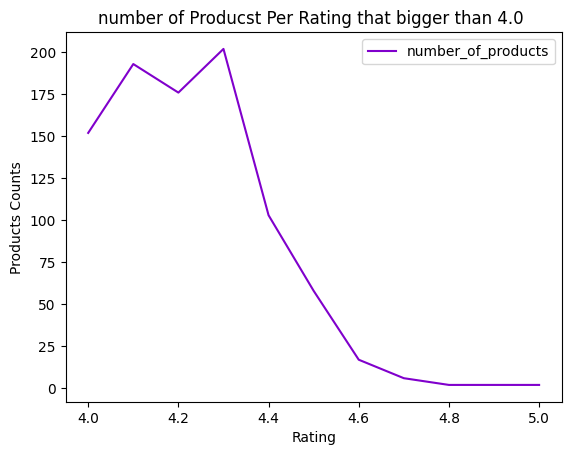 number of Producst Per Rating that bigger than 4.0
number_of_products
200
175
150
125
100
75
50
25
0
Products Counts
4.0 4.2 4.4 4.6 4.8 5.0
Rating